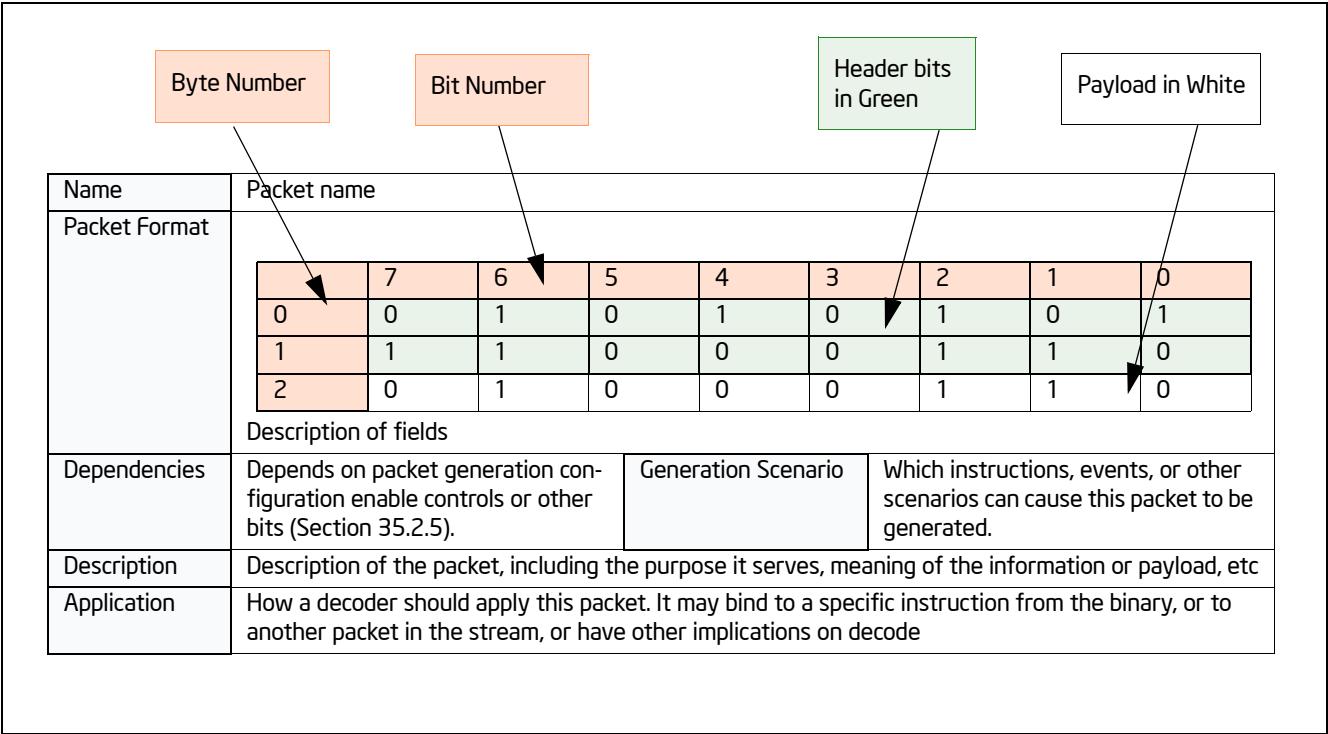 Byte Number
Bit Number
Header bits
in Green
Payload in White
Name
Packet name
Packet Format
7 6 5 4 3 2 1 0
0 0 1 0 1 0 1 0 1
1 1 1 0 0 0 1 1 0
2 0 1 0 0 0 1 1 0
Description of fields
Dependencies
Depends on packet generation con-
figuration enable controls or other
bits (Section 35.2.5).
Generation Scenario
Which instructions, events, or other
scenarios can cause this packet to be
generated.
Description
Description of the packet, including the purpose it serves, meaning of the information or payload, etc
Application
How a decoder should apply this packet. It may bind to a specific instruction from the binary, or to
another packet in the stream, or have other implications on decode